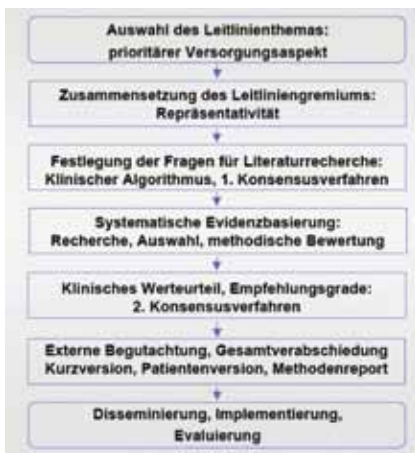 Auswahl des Leitlinienthemas:
prioritärer Versorgungsaspekt
Zusammensetzung des Leitliniengremiums:
Repräsentativität
Festlegung der Fragen für Literaturrecherche:
Klinischer Algorithmus, 1. Konsensusverfahren
Systematische Evidenzbasierung:
Recherche, Auswahl, methodische Bewertung
Klinisches Werteurteil, Empfehlungsgrade:
2. Konsensusverfahren
Externe Begutachtung, Gesamtverabschiedung
Kurzversion, Patientenversion, Methodenreport
Disseminierung, Implementierung,
Evaluierung